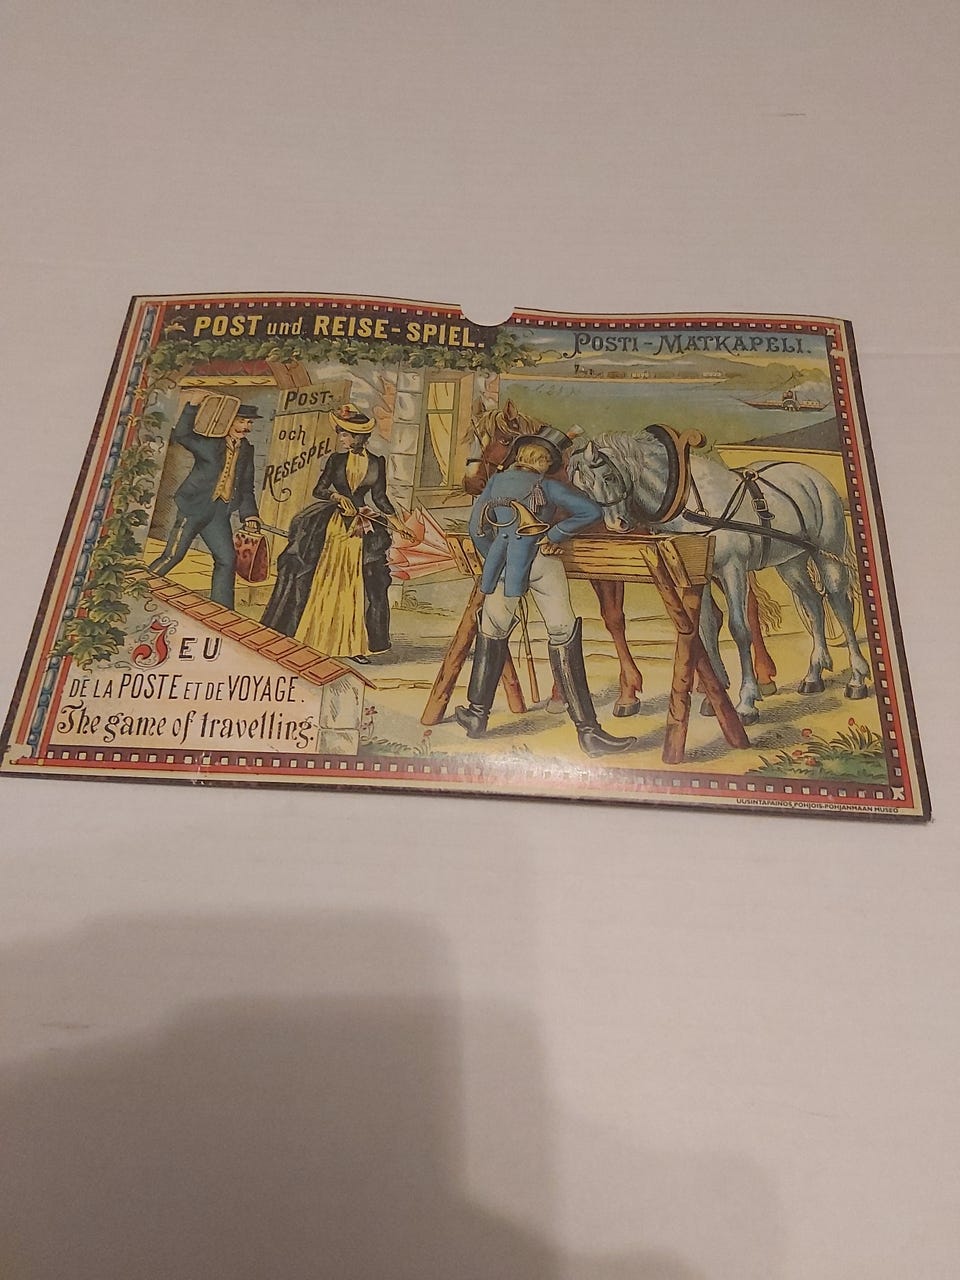 POST und REISE-SPIEL.
POSTI-MATKAPELI.
POST-
och
RESESPEL
JEU
DE LA POSTE ET DE VOYAGE.
The game of travelling.
UUSINTAPAINOS, POHJOIS-POHJANMAAN MUSEO